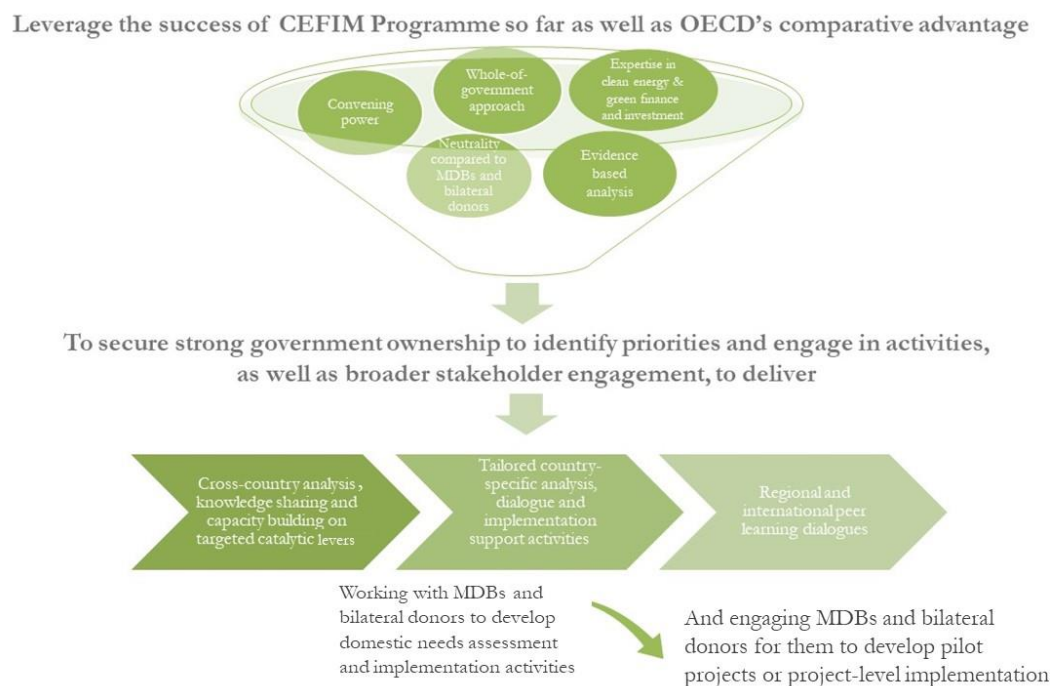 Leverage the success of CEFIM Programme so far as well as OECD's comparative advantage
Convening
power
Whole-of-
government
approach
Expertise in
clean energy &
green finance
and investment
Neutrality
compared to
MDBs and
bilateral
donors
Evidence
based
analysis
To secure strong government ownership to identify priorities and engage in activities,
as well as broader stakeholder engagement, to deliver
Cross-country analysis ,
knowledge sharing and
capacity building on
targeted catalytic levers
Tailored country-
specific analysis,
dialogue and
implementation
support activities
Regional and
international peer
learning dialogues
Working with MDBs and
bilateral donors to develop
domestic needs assessment
and implementation activities
And engaging MDBs and bilateral
donors for them to develop pilot
projects or project-level implementation